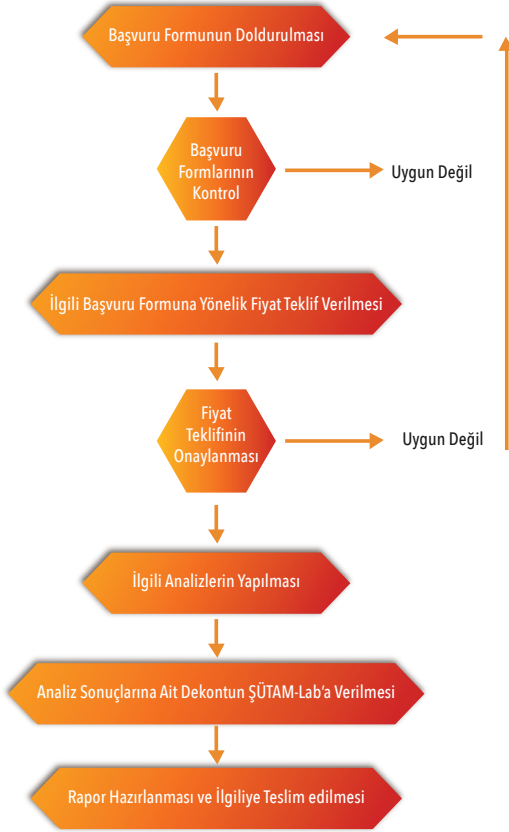 Başvuru Formunun Doldurulması
Başvuru
Formlarının
Kontrol
Uygun Değil
İlgili Başvuru Formuna Yönelik Fiyat Teklif Verilmesi
Fiyat
Teklifinin
Onaylanması
Uygun Değil
İlgili Analizlerin Yapılması
Analiz Sonuçlarına Ait Dekontun ŞÜTAM-Lab'a Verilmesi
Rapor Hazırlanması ve İlgiliye Teslim edilmesi